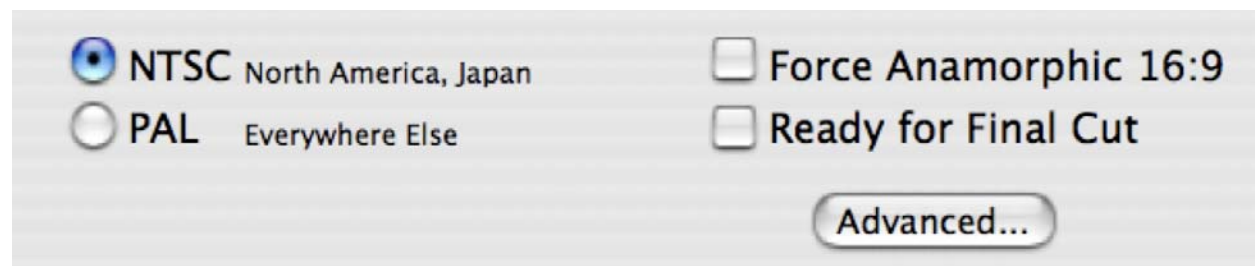 NTSC North America, Japan
PAL Everywhere Else
Force Anamorphic 16:9
Ready for Final Cut
Advanced...